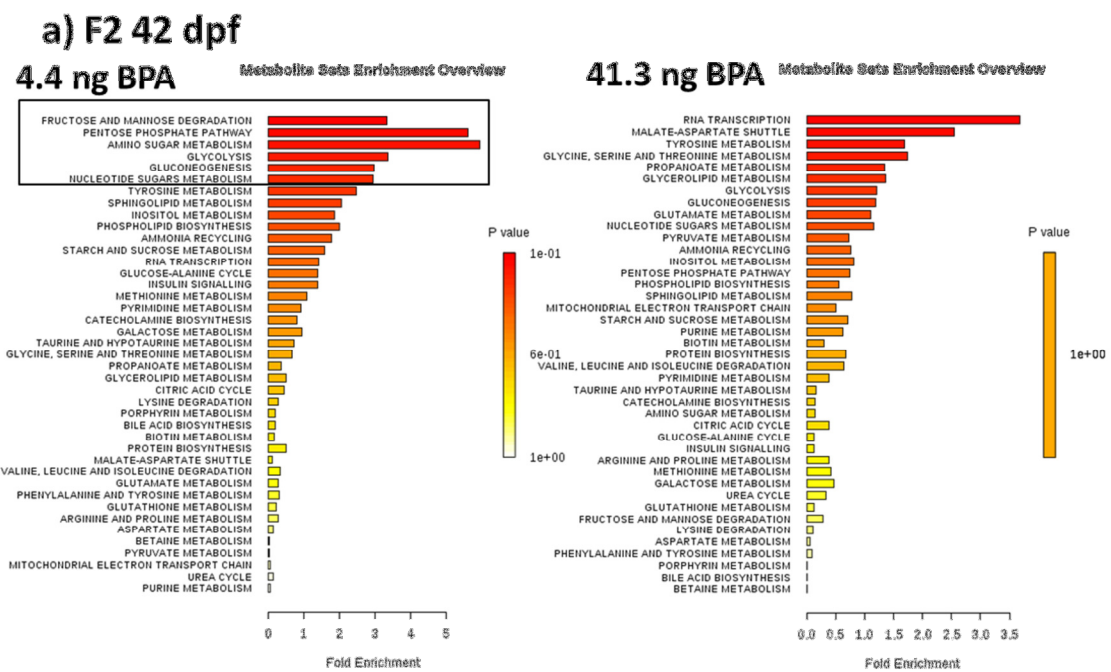 a) F2 42 dpf
4.4 ng BPA
Metabolite Sets Enrichment Overview
FRUCTOSE AND MANNOSE DEGRADATION
PENTOSE PHOSPHATE PATHWAY
AMINO SUGAR METABOLISM
GLYCOLYSIS
GLUCONEOGENESIS
NUCLEOTIDE SUGARS METABOLISM
TYROSINE METABOLISM
SPHINGOLIPID METABOLISM
INOSITOL METABOLISM
PHOSPHOLIPID BIOSYNTHESIS
AMMONIA RECYCLING
STARCH AND SUCROSE METABOLISM
RNA TRANSCRIPTION
GLUCOSE-ALANINE CYCLE
INSULIN SIGNALLING
METHIONINE METABOLISM
PYRIMIDINE METABOLISM
CATECHOLAMINE BIOSYNTHESIS
GALACTOSE METABOLISM
TAURINE AND HYPOTAURINE METABOLISM
GLYCINE, SERINE AND THREONINE METABOLISM
PROPANOATE METABOLISM
GLYCEROLIPID METABOLISM
CITRIC ACID CYCLE
LYSINE DEGRADATION
PORPHYRIN METABOLISM
BILE ACID BIOSYNTHESIS
BIOTIN METABOLISM
PROTEIN BIOSYNTHESIS
MALATE-ASPARTATE SHUTTLE
VALINE, LEUCINE AND ISOLEUCINE DEGRADATION
GLUTAMATE METABOLISM
PHENYLALANINE AND TYROSINE METABOLISM
GLUTATHIONE METABOLISM
ARGININE AND PROLINE METABOLISM
ASPARTATE METABOLISM
BETAINE METABOLISM
PYRUVATE METABOLISM
MITOCHONDRIAL ELECTRON TRANSPORT CHAIN
UREA CYCLE
PURINE METABOLISM
0 1 2 3 4 5
Fold Enrichment
P value
1e-01
6e-01
1e+00
41.3 ng BPA
Metabolite Sets Enrichment Overview
RNA TRANSCRIPTION
MALATE-ASPARTATE SHUTTLE
TYROSINE METABOLISM
GLYCINE, SERINE AND THREONINE METABOLISM
PROPANOATE METABOLISM
GLYCEROLIPID METABOLISM
GLYCOLYSIS
GLUCONEOGENESIS
GLUTAMATE METABOLISM
NUCLEOTIDE SUGARS METABOLISM
PYRUVATE METABOLISM
AMMONIA RECYCLING
INOSITOL METABOLISM
PENTOSE PHOSPHATE PATHWAY
PHOSPHOLIPID BIOSYNTHESIS
SPHINGOLIPID METABOLISM
MITOCHONDRIAL ELECTRON TRANSPORT CHAIN
STARCH AND SUCROSE METABOLISM
PURINE METABOLISM
BIOTIN METABOLISM
PROTEIN BIOSYNTHESIS
VALINE, LEUCINE AND ISOLEUCINE DEGRADATION
PYRIMIDINE METABOLISM
TAURINE AND HYPOTAURINE METABOLISM
CATECHOLAMINE BIOSYNTHESIS
AMINO SUGAR METABOLISM
CITRIC ACID CYCLE
GLUCOSE-ALANINE CYCLE
INSULIN SIGNALLING
ARGININE AND PROLINE METABOLISM
METHIONINE METABOLISM
GALACTOSE METABOLISM
UREA CYCLE
GLUTATHIONE METABOLISM
FRUCTOSE AND MANNOSE DEGRADATION
LYSINE DEGRADATION
ASPARTATE METABOLISM
PHENYLALANINE AND TYROSINE METABOLISM
PORPHYRIN METABOLISM
BILE ACID BIOSYNTHESIS
BETAINE METABOLISM
0.0 0.5 1.0 1.5 2.0 2.5 3.0 3.5
Fold Enrichment
P value
1e+00